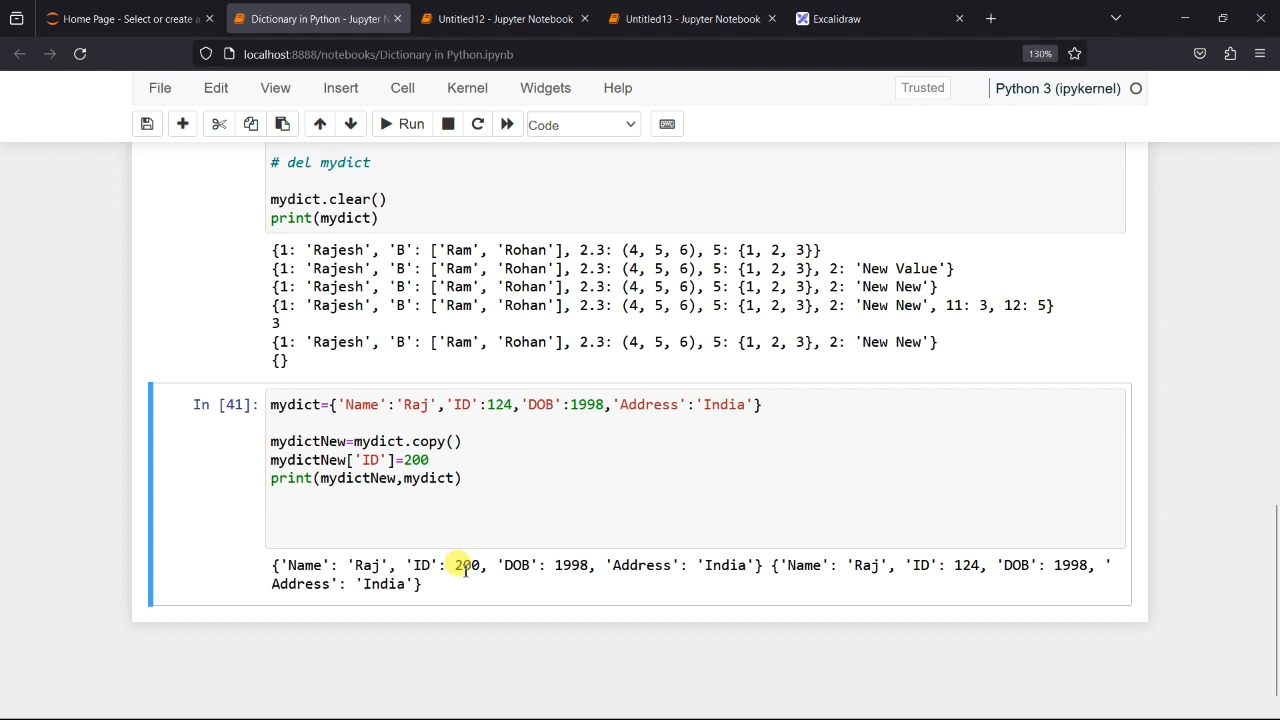 Home Page - Select or create a
Dictionary in Python - Jupyter N
Untitled12 - Jupyter Notebook
Untitled13 - Jupyter Notebook
Excalidraw
localhost:8888/notebooks/Dictionary in Python.ipynb
130%
File Edit View Insert Cell Kernel Widgets Help
Trusted
Python 3 (ipykernel)
Run
Code
# del mydict
mydict.clear()
print(mydict)
{1: 'Rajesh', 'B': ['Ram', 'Rohan'], 2.3: (4, 5, 6), 5: {1, 2, 3}}
{1: 'Rajesh', 'B': ['Ram', 'Rohan'], 2.3: (4, 5, 6), 5: {1, 2, 3}, 2: 'New Value'}
{1: 'Rajesh', 'B': ['Ram', 'Rohan'], 2.3: (4, 5, 6), 5: {1, 2, 3}, 2: 'New New'}
{1: 'Rajesh', 'B': ['Ram', 'Rohan'], 2.3: (4, 5, 6), 5: {1, 2, 3}, 2: 'New New', 11: 3, 12: 5}
3
{1: 'Rajesh', 'B': ['Ram', 'Rohan'], 2.3: (4, 5, 6), 5: {1, 2, 3}, 2: 'New New'}
{}
In [41]: mydict={'Name':'Raj','ID':124,'DOB':1998,'Address':'India'}
mydictNew=mydict.copy()
mydictNew['ID']=200
print(mydictNew,mydict)
{'Name': 'Raj', 'ID': 200, 'DOB': 1998, 'Address': 'India'} {'Name': 'Raj', 'ID': 124, 'DOB': 1998, '
Address': 'India'}